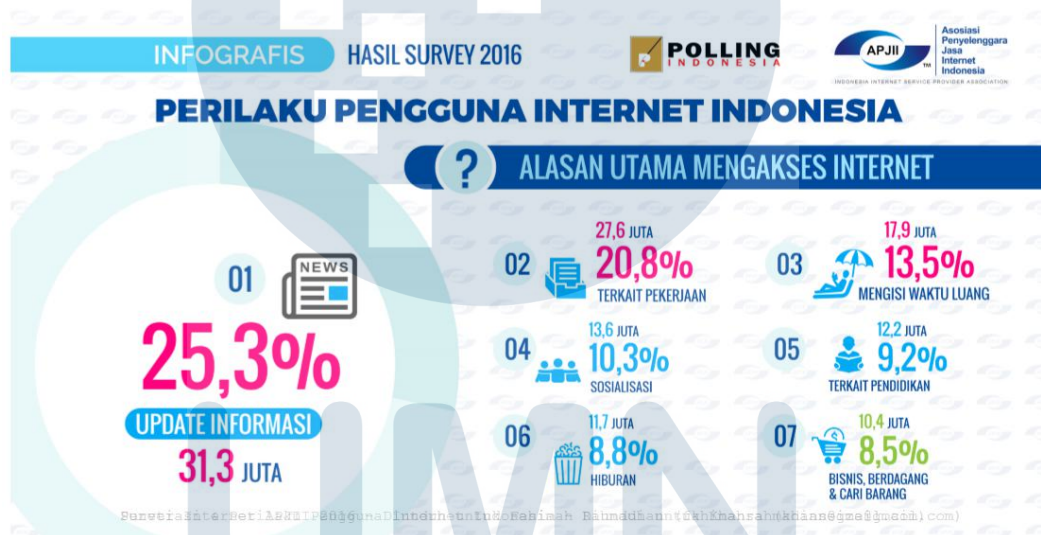 INFOGRAFIS HASIL SURVEY 2016
POLLING
INDONESIA
APJII
TM
Asosiasi
Penyelenggara
Jasa
Internet
Indonesia
INDONESIA INTERNET SERVICE PROVIDER ASSOCIATION
PERILAKU PENGGUNA INTERNET INDONESIA
? ALASAN UTAMA MENGAKSES INTERNET
01
NEWS
25,3%
UPDATE INFORMASI
31,3 JUTA
02
27,6 JUTA
20,8%
TERKAIT PEKERJAAN
03
17,9 JUTA
13,5%
MENGISI WAKTU LUANG
04
13,6 JUTA
10,3%
SOSIALISASI
05
12,2 JUTA
9,2%
TERKAIT PENDIDIKAN
06
11,7 JUTA
8,8%
HIBURAN
07
10,4 JUTA
8,5%
BISNIS, BERDAGANG
& CARI BARANG
UMN